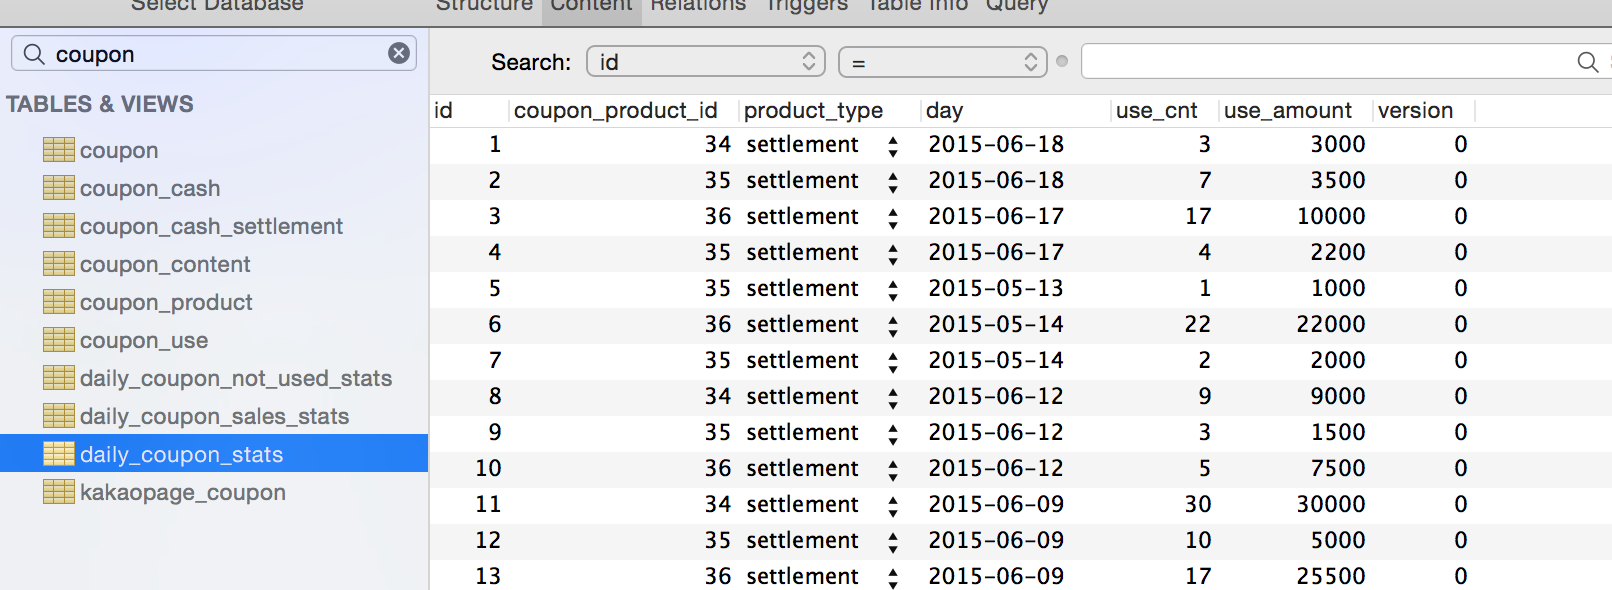 Select Database Structure Content Relations Triggers Table Info Query
coupon
Search: id =
TABLES & VIEWS
coupon
coupon_cash
coupon_cash_settlement
coupon_content
coupon_product
coupon_use
daily_coupon_not_used_stats
daily_coupon_sales_stats
daily_coupon_stats
kakaopage_coupon
id coupon_product_id product_type day use_cnt use_amount version
1 34 settlement 2015-06-18 3 3000 0
2 35 settlement 2015-06-18 7 3500 0
3 36 settlement 2015-06-17 17 10000 0
4 35 settlement 2015-06-17 4 2200 0
5 35 settlement 2015-05-13 1 1000 0
6 36 settlement 2015-05-14 22 22000 0
7 35 settlement 2015-05-14 2 2000 0
8 34 settlement 2015-06-12 9 9000 0
9 35 settlement 2015-06-12 3 1500 0
10 36 settlement 2015-06-12 5 7500 0
11 34 settlement 2015-06-09 30 30000 0
12 35 settlement 2015-06-09 10 5000 0
13 36 settlement 2015-06-09 17 25500 0